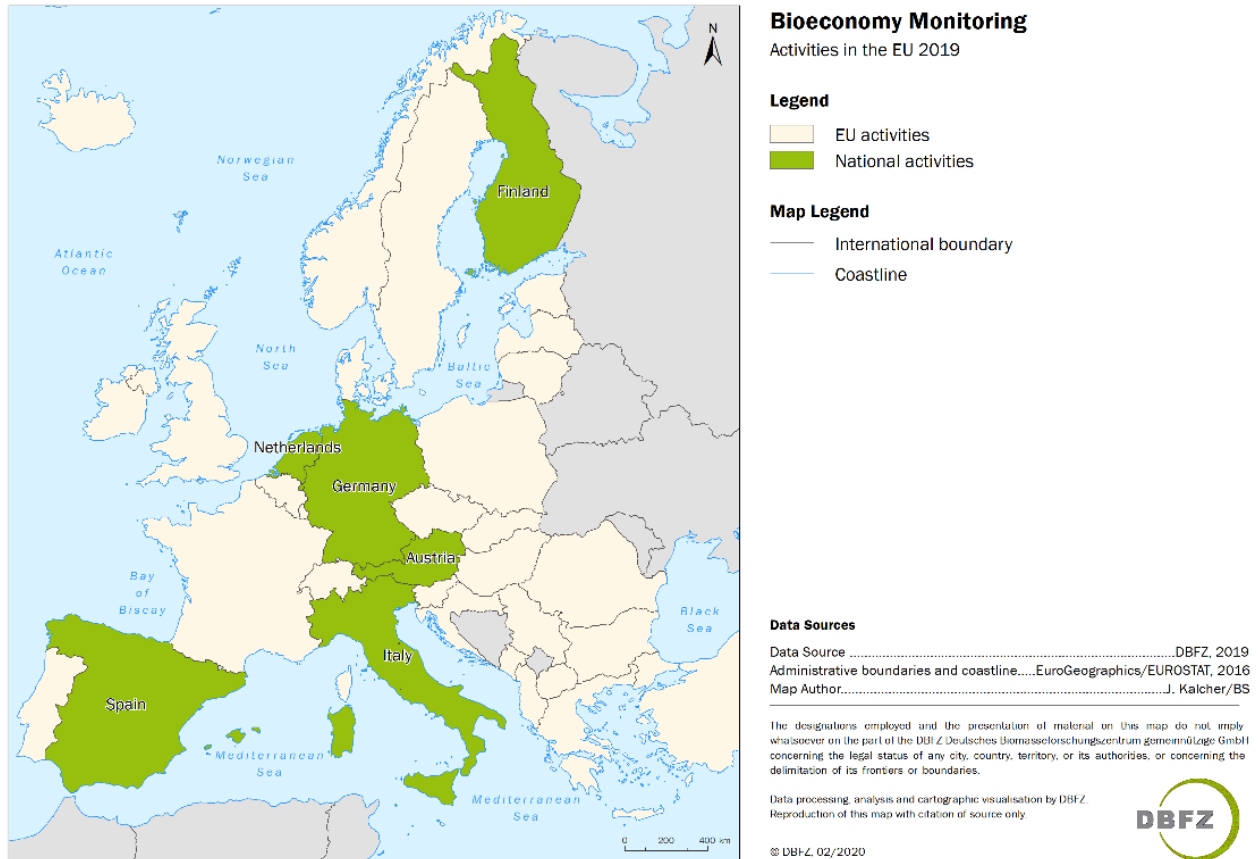 N
Norwegian
Sea
Finland
Atlantic
Ocean
North
Sea
Baltic
Sea
Netherlands
Germany
Austria
Bay
of
Biscay
Black
Sea
Italy
Spain
Mediterranean
Sea
Mediterranean
Sea
0 200 400 km
Bioeconomy Monitoring
Activities in the EU 2019
Legend
EU activities
National activities
Map Legend
International boundary
Coastline
Data Sources
Data Source ........................................................................DBFZ, 2019
Administrative boundaries and coastline.....EuroGeographics/EUROSTAT, 2016
Map Author.........................................................................J. Kalcher/BS
The designations employed and the presentation of material on this map do not imply
whatsoever on the part of the DBFZ Deutsches Biomasseforschungszentrum gemeinnützige GmbH
concerning the legal status of any city, country, territory, or its authorities, or concerning the
delimitation of its frontiers or boundaries.
Data processing, analysis and cartographic visualisation by DBFZ.
Reproduction of this map with citation of source only.
© DBFZ, 02/2020
DBFZ